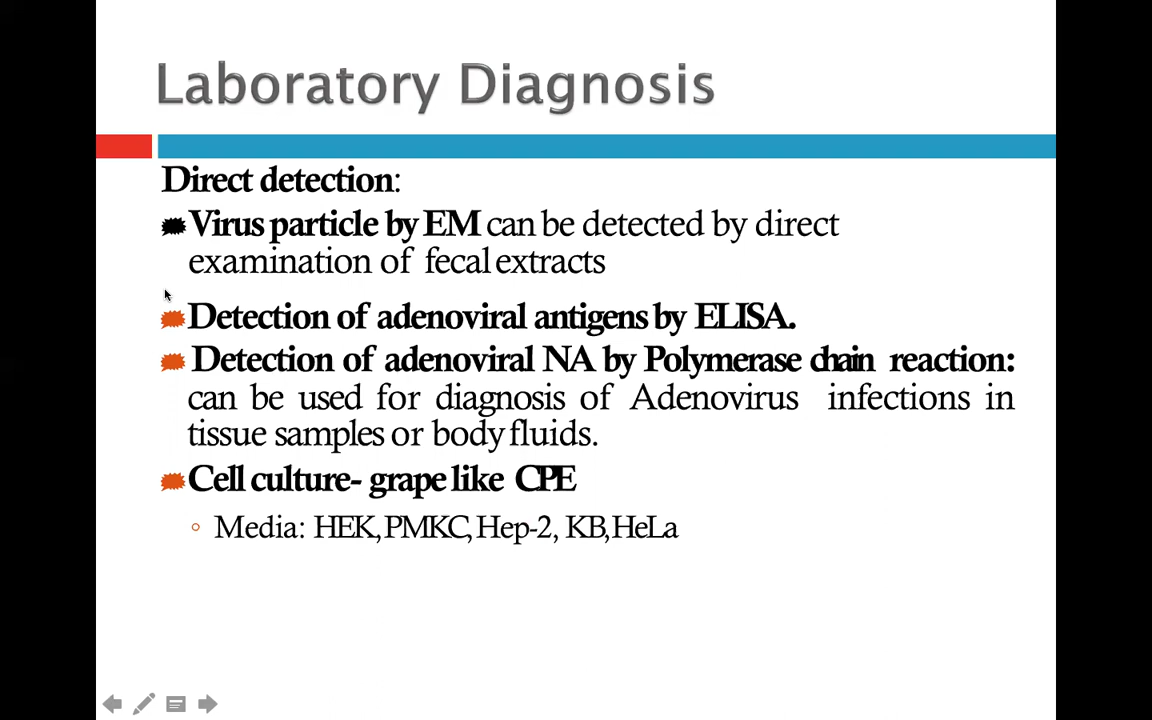 Laboratory Diagnosis
Direct detection:
Virus particle by EM can be detected by direct
examination of fecal extracts
Detection of adenoviral antigens by ELISA.
Detection of adenoviral NA by Polymerase chain reaction:
can be used for diagnosis of Adenovirus infections in
tissue samples or body fluids.
Cell culture- grape like CPE
Media: HEK, PMKC, Hep-2, KB, HeLa